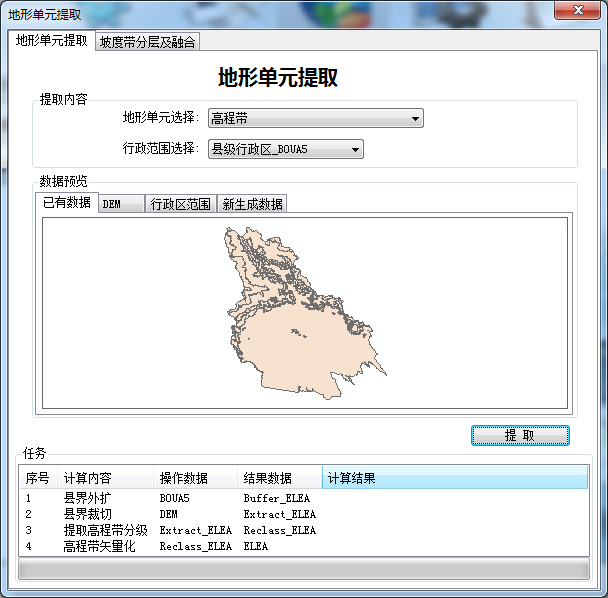 地形单元提取
地形单元提取 坡度带分层及融合
地形单元提取
提取内容
地形单元选择: 高程带
行政范围选择: 县级行政区_BOUA5
数据预览
已有数据 DEM 行政区范围 新生成数据
提 取
任务
序号 计算内容 操作数据 结果数据 计算结果
1 县界外扩 BOUA5 Buffer_ELEA
2 县界裁切 DEM Extract_ELEA
3 提取高程带分级 Extract_ELEA Reclass_ELEA
4 高程带矢量化 Reclass_ELEA ELEA